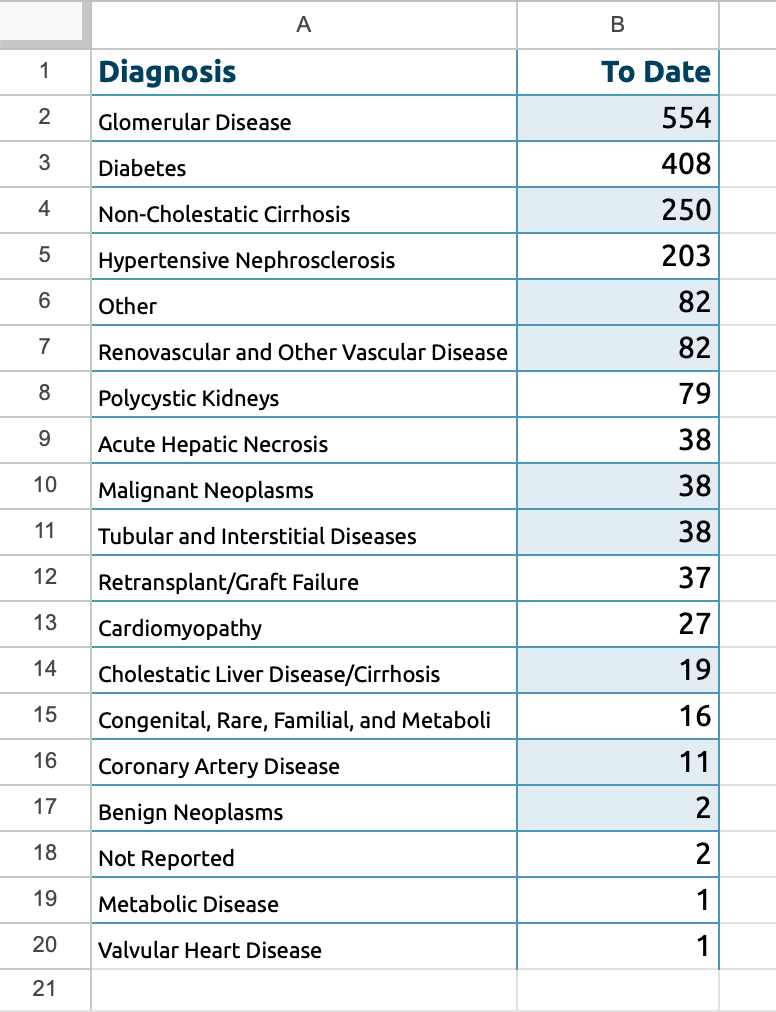 A B
1 Diagnosis To Date
2 Glomerular Disease 554
3 Diabetes 408
4 Non-Cholestatic Cirrhosis 250
5 Hypertensive Nephrosclerosis 203
6 Other 82
7 Renovascular and Other Vascular Disease 82
8 Polycystic Kidneys 79
9 Acute Hepatic Necrosis 38
10 Malignant Neoplasms 38
11 Tubular and Interstitial Diseases 38
12 Retransplant/Graft Failure 37
13 Cardiomyopathy 27
14 Cholestatic Liver Disease/Cirrhosis 19
15 Congenital, Rare, Familial, and Metaboli 16
16 Coronary Artery Disease 11
17 Benign Neoplasms 2
18 Not Reported 2
19 Metabolic Disease 1
20 Valvular Heart Disease 1
21